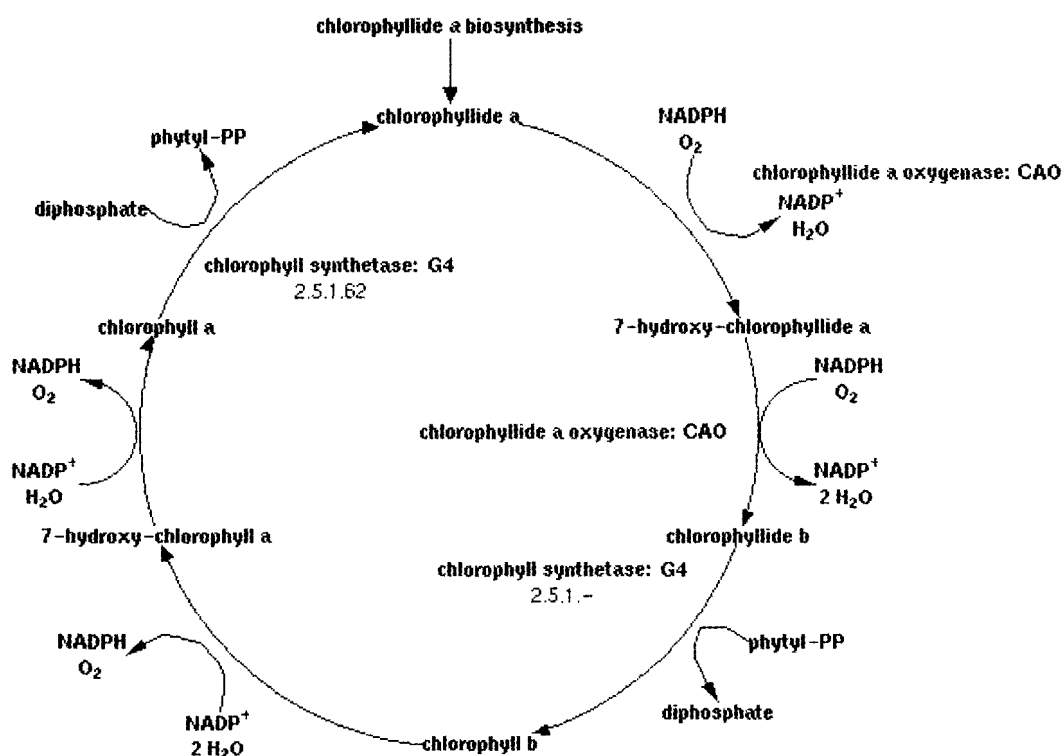 chlorophyllide a biosynthesis
chlorophyllide a
NADPH
O₂
chlorophyllide a oxygenase: CAO
NADP⁺
H₂O
phytyl-PP
diphosphate
chlorophyll synthetase: G4
2.5.1.62
chlorophyll a
7-hydroxy-chlorophyllide a
NADPH
O₂
NADPH
O₂
chlorophyllide a oxygenase: CAO
NADP⁺
H₂O
NADP⁺
2 H₂O
7-hydroxy-chlorophyll a
chlorophyllide b
chlorophyll synthetase: G4
2.5.1.-
NADPH
O₂
phytyl-PP
diphosphate
NADP⁺
2 H₂O
chlorophyll b